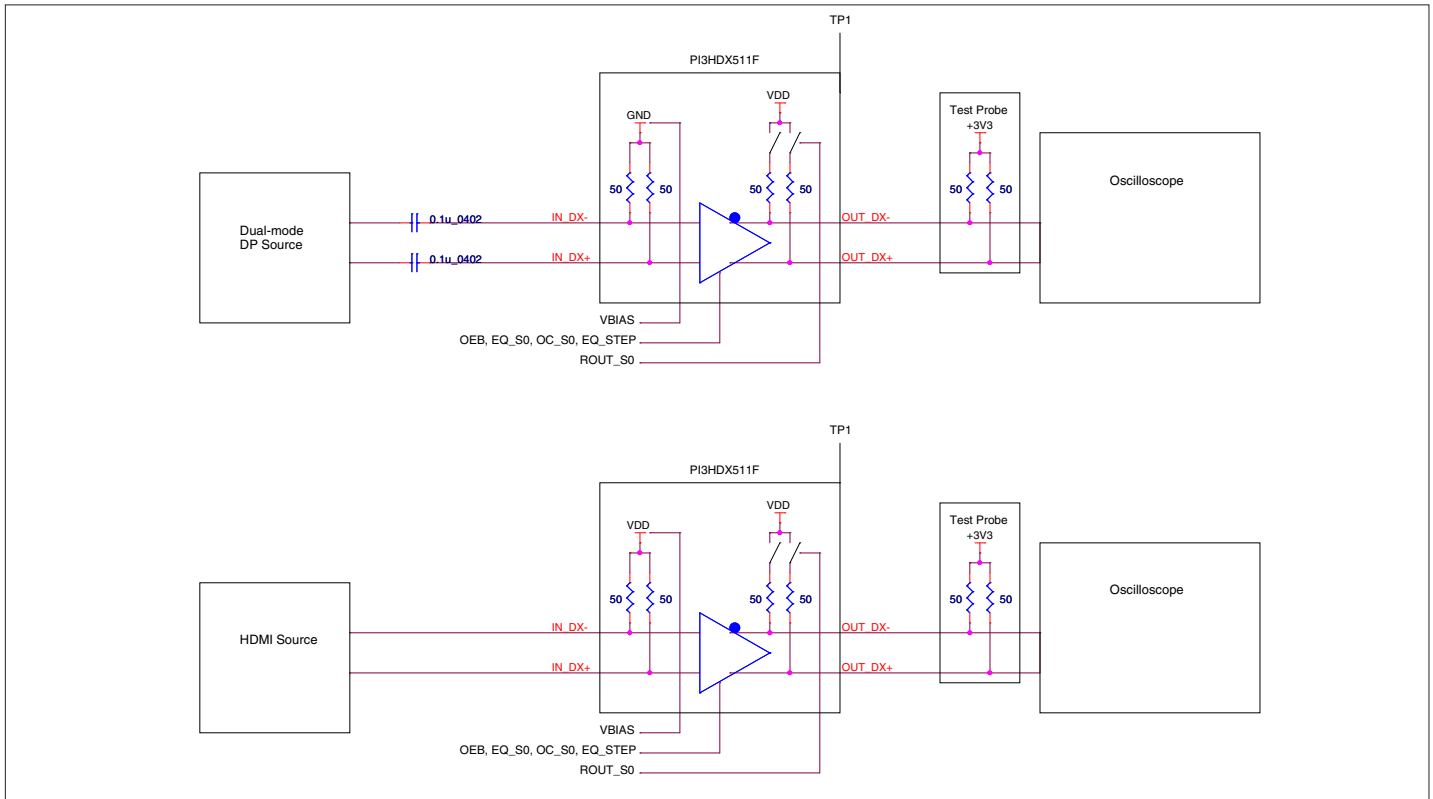 TP1
PI3HDX511F
GND
VDD
Test Probe
+3V3
50 50 50 50 50 50
Oscilloscope
Dual-mode
DP Source
0.1u_0402
IN_DX-
OUT_DX-
0.1u_0402
IN_DX+
OUT_DX+
VBIAS
OEB, EQ_S0, OC_S0, EQ_STEP
ROUT_S0
TP1
PI3HDX511F
VDD
VDD
Test Probe
+3V3
50 50 50 50 50 50
Oscilloscope
HDMI Source
IN_DX-
OUT_DX-
IN_DX+
OUT_DX+
VBIAS
OEB, EQ_S0, OC_S0, EQ_STEP
ROUT_S0